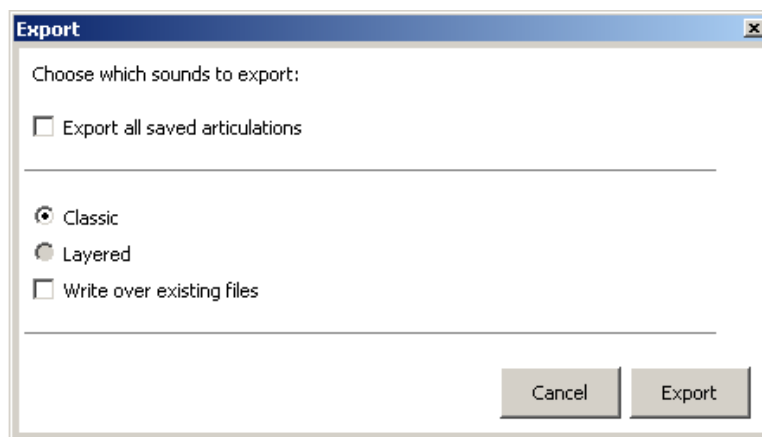 Export
Choose which sounds to export:
Export all saved articulations
Classic
Layered
Write over existing files
Cancel
Export